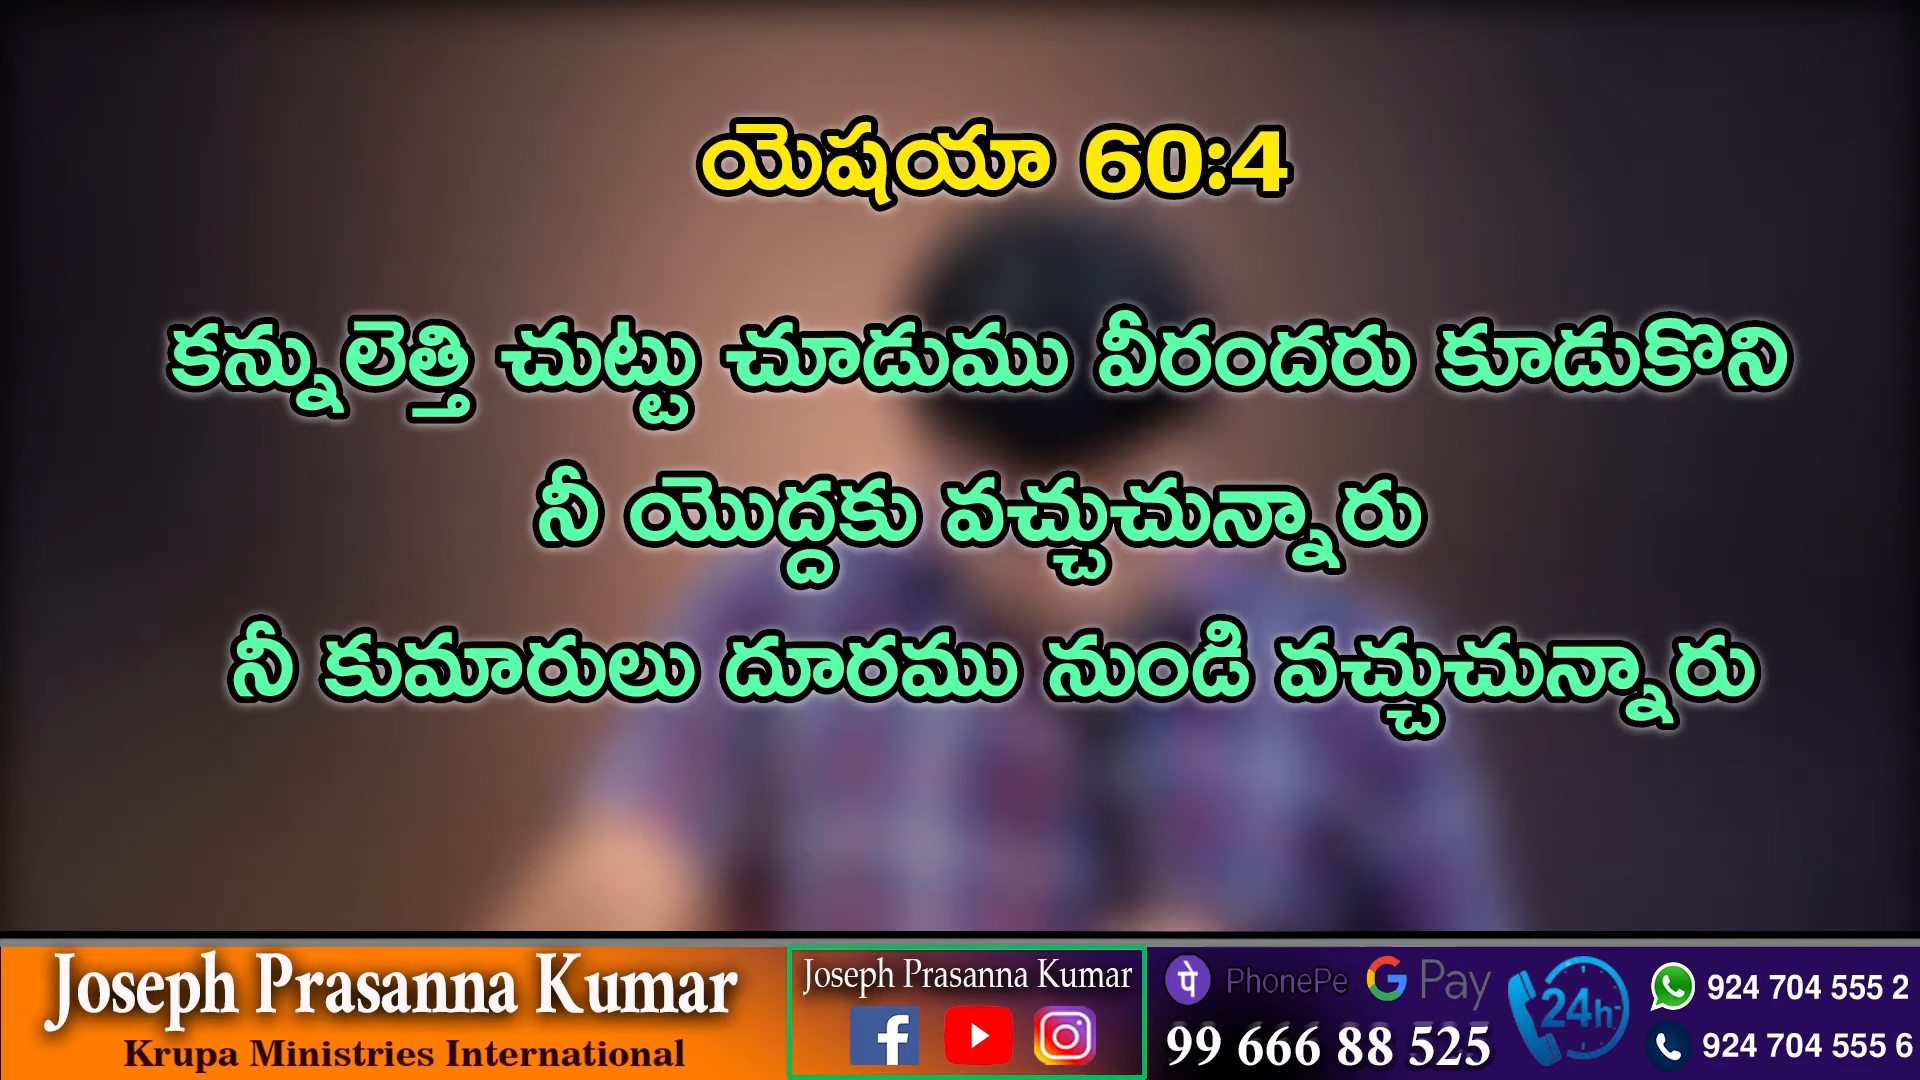 యెషయా 60:4
కన్నులెత్తి చుట్టు చూడుము వీరందరు కూడుకొని
నీ యొద్దకు వచ్చుచున్నారు
నీ కుమారులు దూరము నుండి వచ్చుచున్నారు
Joseph Prasanna Kumar
Krupa Ministries International
Joseph Prasanna Kumar
पे PhonePe G Pay
99 666 88 525
24h
924 704 555 2
924 704 555 6